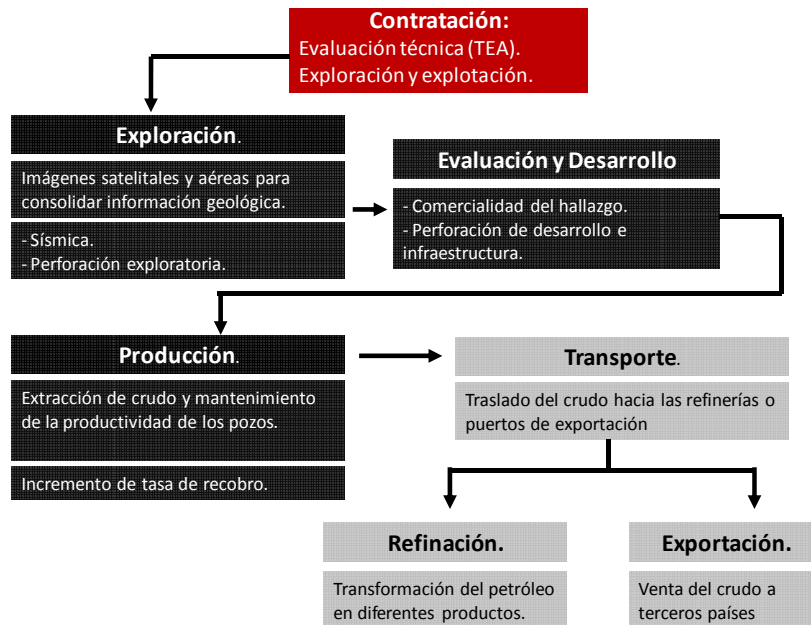 Contratación:
Evaluación técnica (TEA).
Exploración y explotación.
Exploración.
Imágenes satelitales y aéreas para
consolidar información geológica.
- Sísmica.
- Perforación exploratoria.
Evaluación y Desarrollo
- Comercialidad del hallazgo.
- Perforación de desarrollo e
infraestructura.
Producción.
Extracción de crudo y mantenimiento
de la productividad de los pozos.
Incremento de tasa de recobro.
Transporte.
Traslado del crudo hacia las refinerías o
puertos de exportación
Refinación.
Transformación del petróleo
en diferentes productos.
Exportación.
Venta del crudo a
terceros países